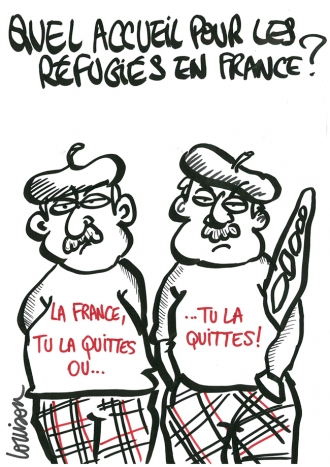 QUEL ACCUEIL POUR LES
RÉFUGIÉS EN FRANCE?
LA FRANCE,
TU LA QUITTES
OU...
...TU LA
QUITTES!
louison